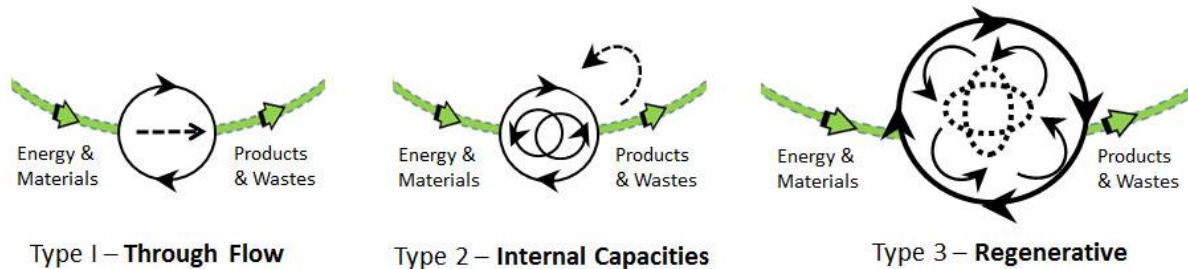 Energy &
Materials
Products
& Wastes
Type I – Through Flow
Energy &
Materials
Products
& Wastes
Type 2 – Internal Capacities
Energy &
Materials
Products
& Wastes
Type 3 – Regenerative